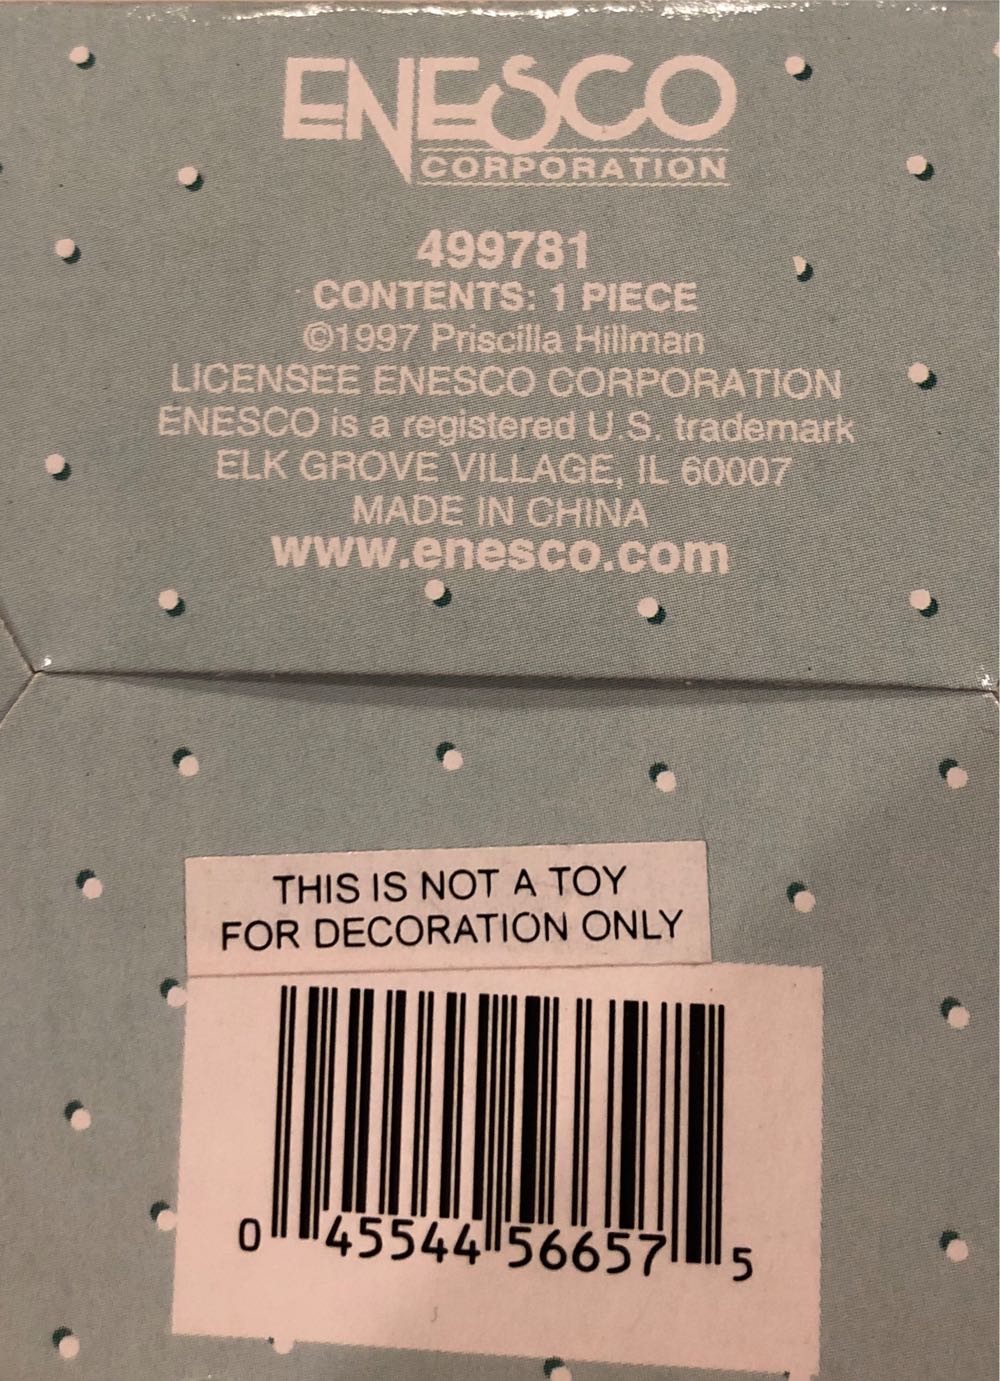 ENESCO
CORPORATION
499781
CONTENTS: 1 PIECE
©1997 Priscilla Hillman
LICENSEE ENESCO CORPORATION
ENESCO is a registered U.S. trademark
ELK GROVE VILLAGE, IL 60007
MADE IN CHINA
www.enesco.com
THIS IS NOT A TOY
FOR DECORATION ONLY
0 45544 56657 5